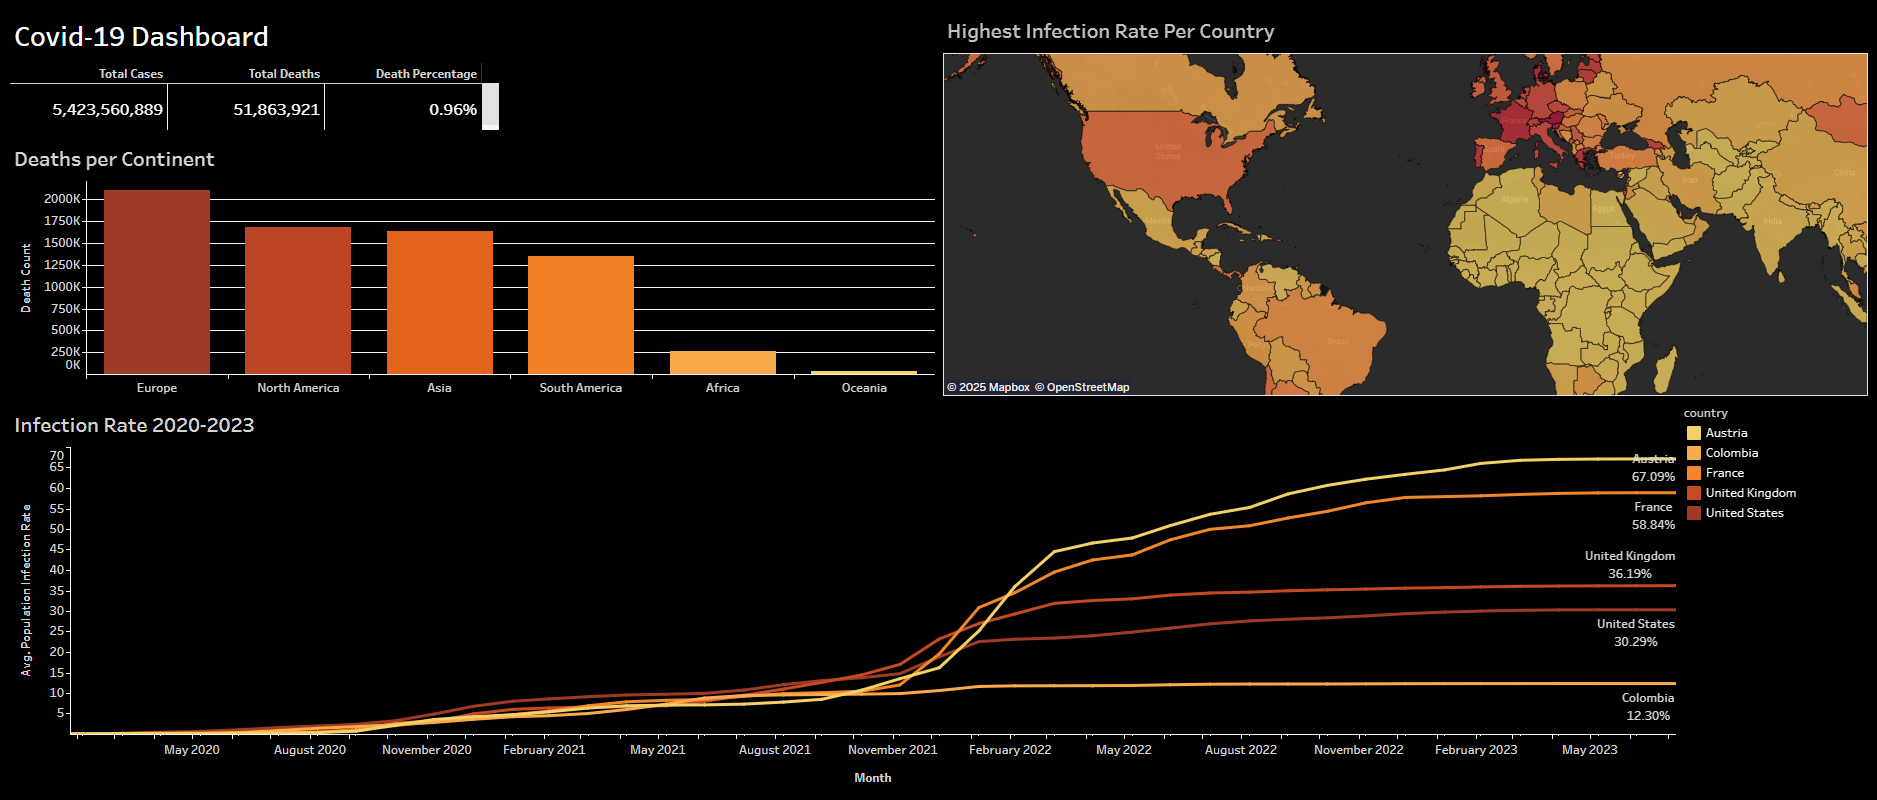 Covid-19 Dashboard
Total Cases
Total Deaths
Death Percentage
5,423,560,889
51,863,921
0.96%
Deaths per Continent
Death Count
2000K
1750K
1500K
1250K
1000K
750K
500K
250K
0K
Europe
North America
Asia
South America
Africa
Oceania
Highest Infection Rate Per Country
United
States
Mexico
Colombia
Peru
Brazil
France
Spain
Turkey
Algeria
Egypt
Iran
India
China
© 2025 Mapbox © OpenStreetMap
Infection Rate 2020-2023
Avg. Population Infection Rate
70
65
60
55
50
45
40
35
30
25
20
15
10
5
Austria
67.09%
France
58.84%
United Kingdom
36.19%
United States
30.29%
Colombia
12.30%
May 2020
August 2020
November 2020
February 2021
May 2021
August 2021
November 2021
February 2022
May 2022
August 2022
November 2022
February 2023
May 2023
Month
country
Austria
Colombia
France
United Kingdom
United States